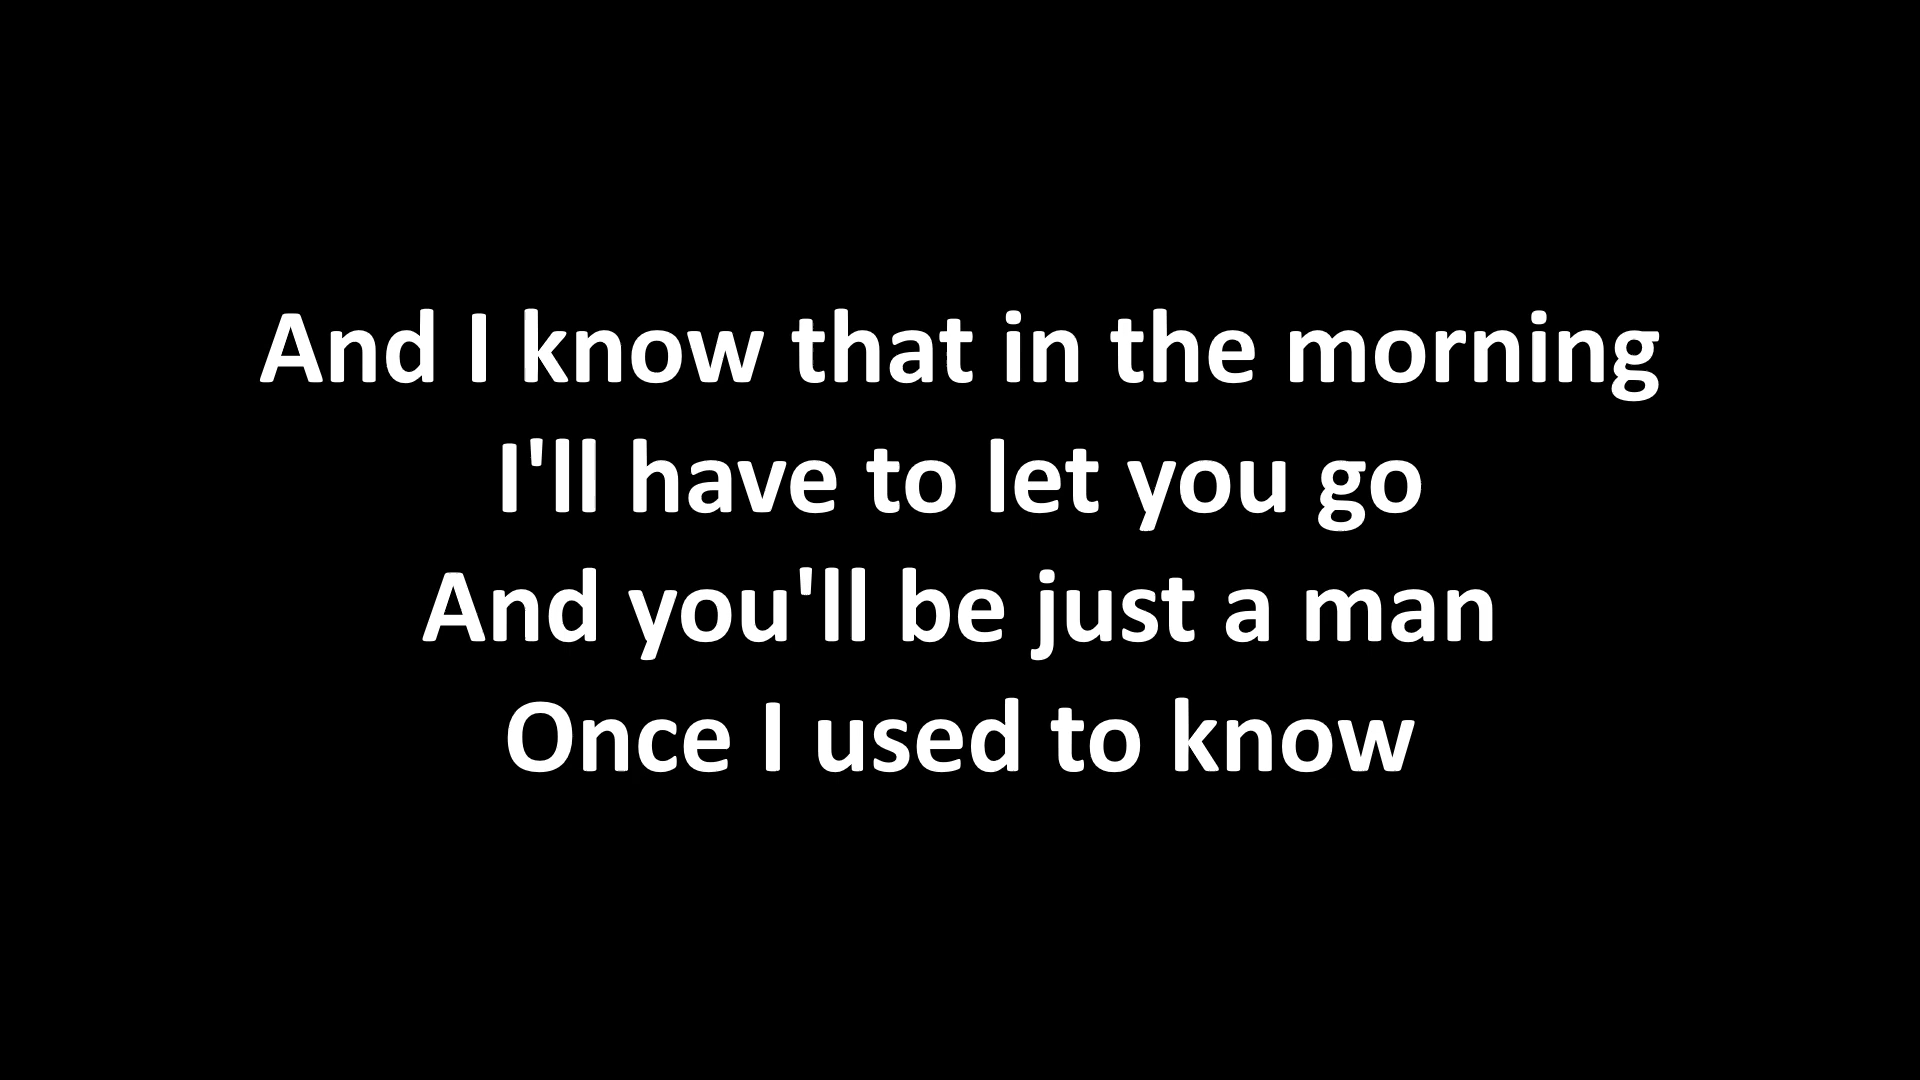 And I know that in the morning
I'll have to let you go
And you'll be just a man
Once I used to know